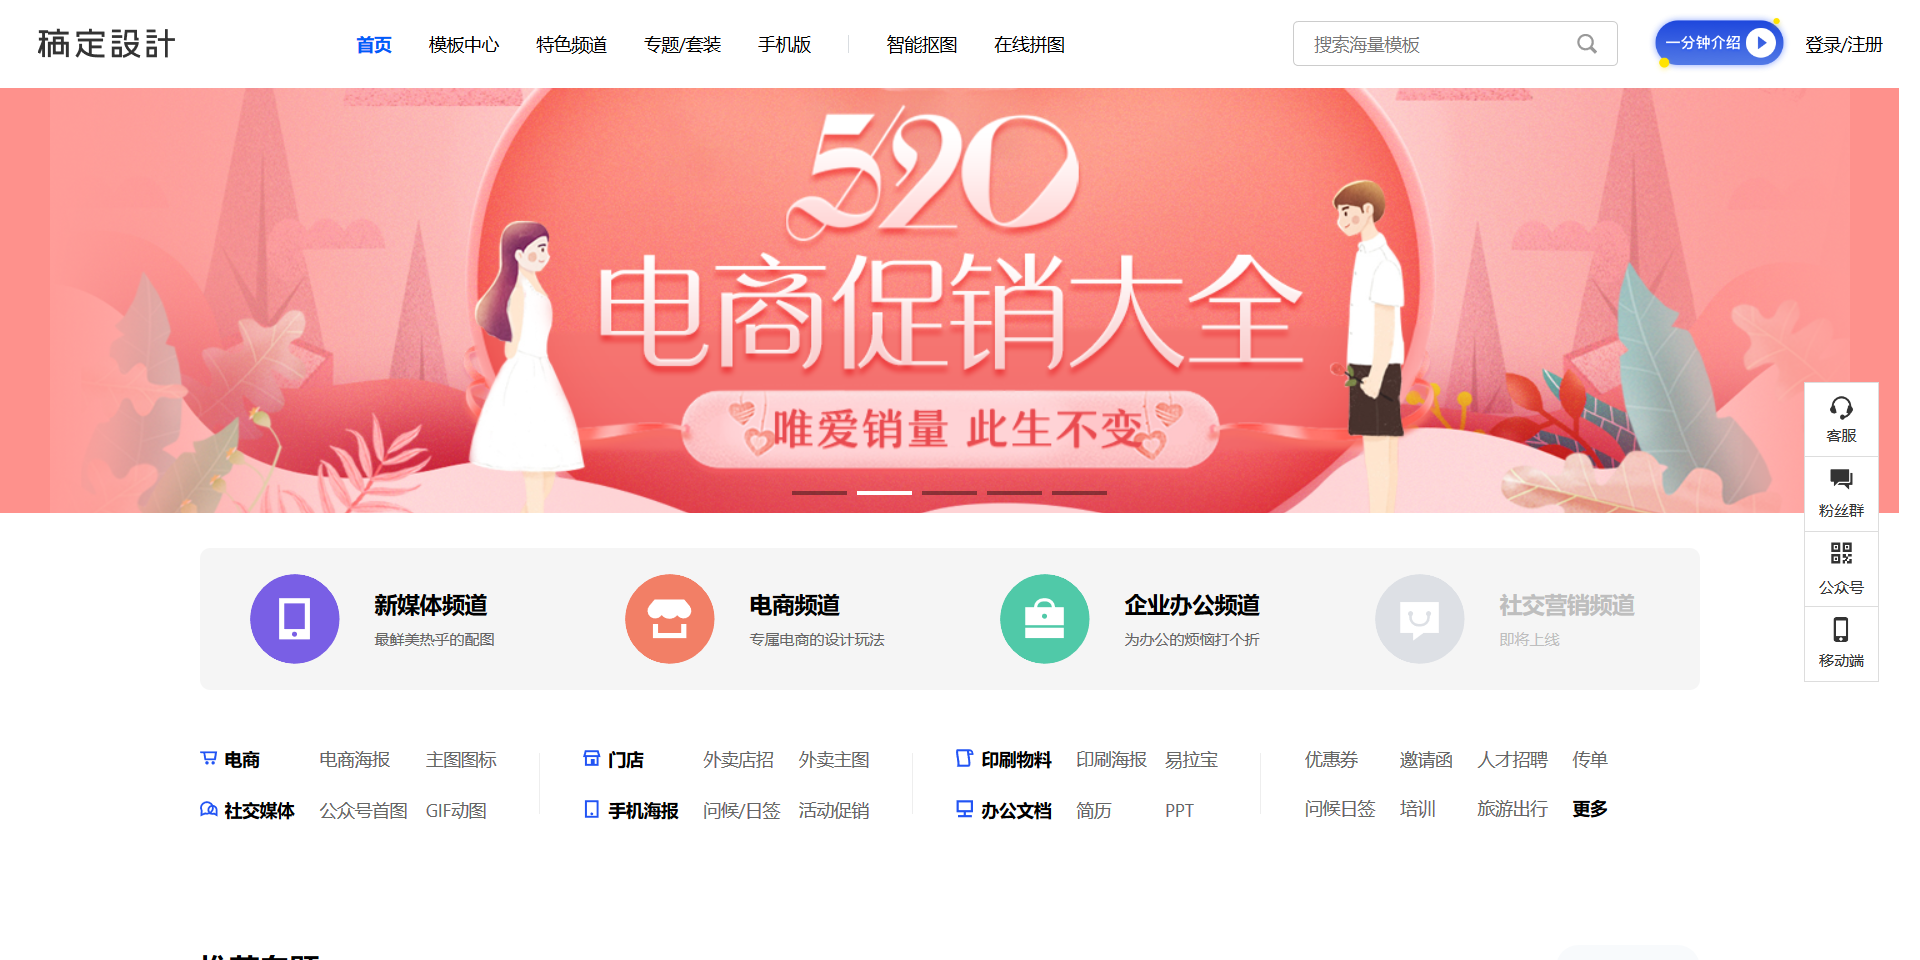 稿定設計
首页 模板中心 特色频道 专题/套装 手机版 智能抠图 在线拼图
搜索海量模板
一分钟介绍
登录/注册
520
电商促销大全
唯爱销量 此生不变
客服
粉丝群
公众号
移动端
新媒体频道
最鲜美热乎的配图
电商频道
专属电商的设计玩法
企业办公频道
为办公的烦恼打个折
社交营销频道
即将上线
电商 电商海报 主图图标
社交媒体 公众号首图 GIF动图
门店 外卖店招 外卖主图
手机海报 问候/日签 活动促销
印刷物料 印刷海报 易拉宝
办公文档 简历 PPT
优惠券 邀请函 人才招聘 传单
问候日签 培训 旅游出行 更多